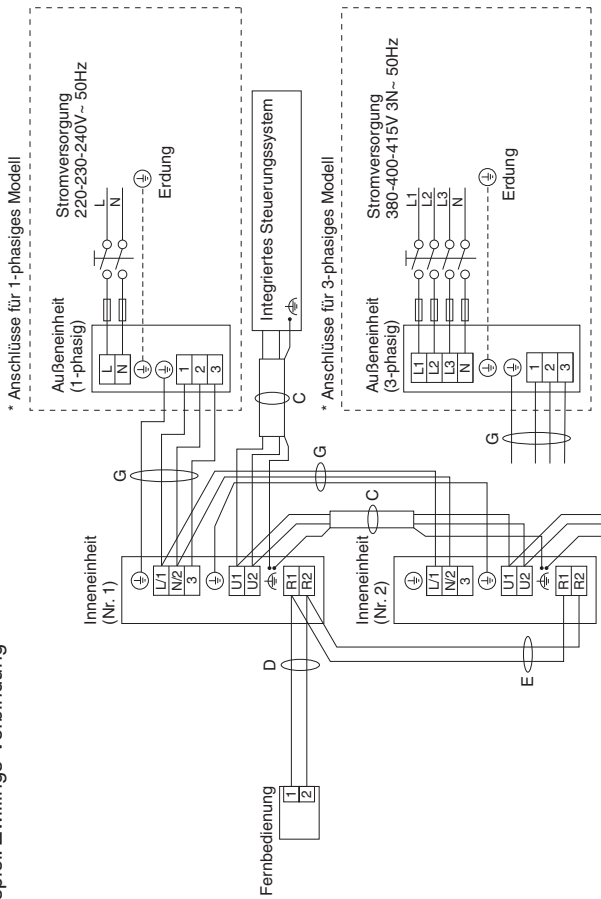 Zwillings-Verbindung
* Anschlüsse für 1-phasiges Modell
Inneneinheit
(Nr. 1)
Außeneinheit
(1-phasig)
Stromversorgung
220-230-240V~ 50Hz
L
N
L
N
Erdung
1
2
3
G
L/1
N/2
3
U1
U2
R1
R2
D
Fernbedienung
1
2
C
Integriertes Steuerungssystem
G
C
E
* Anschlüsse für 3-phasiges Modell
Inneneinheit
(Nr. 2)
Außeneinheit
(3-phasig)
Stromversorgung
380-400-415V 3N~ 50Hz
L1
L2
L3
N
L1
L2
L3
N
Erdung
1
2
3
G
L/1
N/2
3
U1
U2
R1
R2